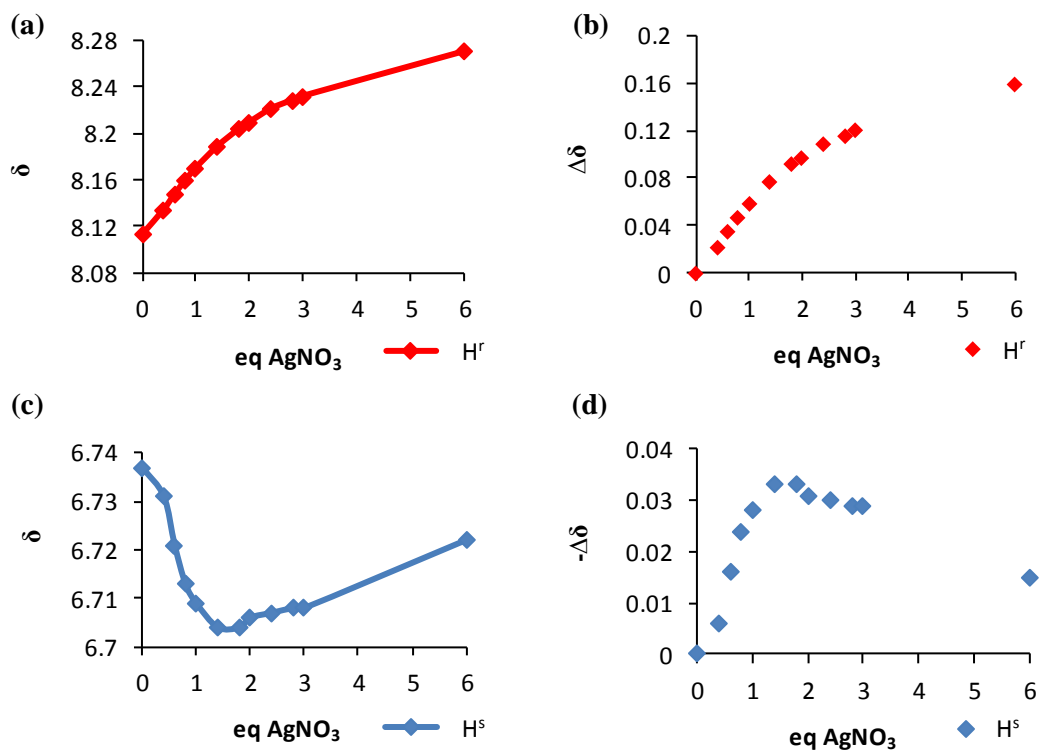 (a)
8.28
8.24
8.2
8.16
8.12
8.08
δ
0 1 2 3 4 5 6
eq AgNO₃
Hʳ
(b)
0.2
0.16
0.12
0.08
0.04
0
Δδ
0 1 2 3 4 5 6
eq AgNO₃
Hʳ
(c)
6.74
6.73
6.72
6.71
6.7
δ
0 1 2 3 4 5 6
eq AgNO₃
Hˢ
(d)
0.04
0.03
0.02
0.01
0
-Δδ
0 1 2 3 4 5 6
eq AgNO₃
Hˢ